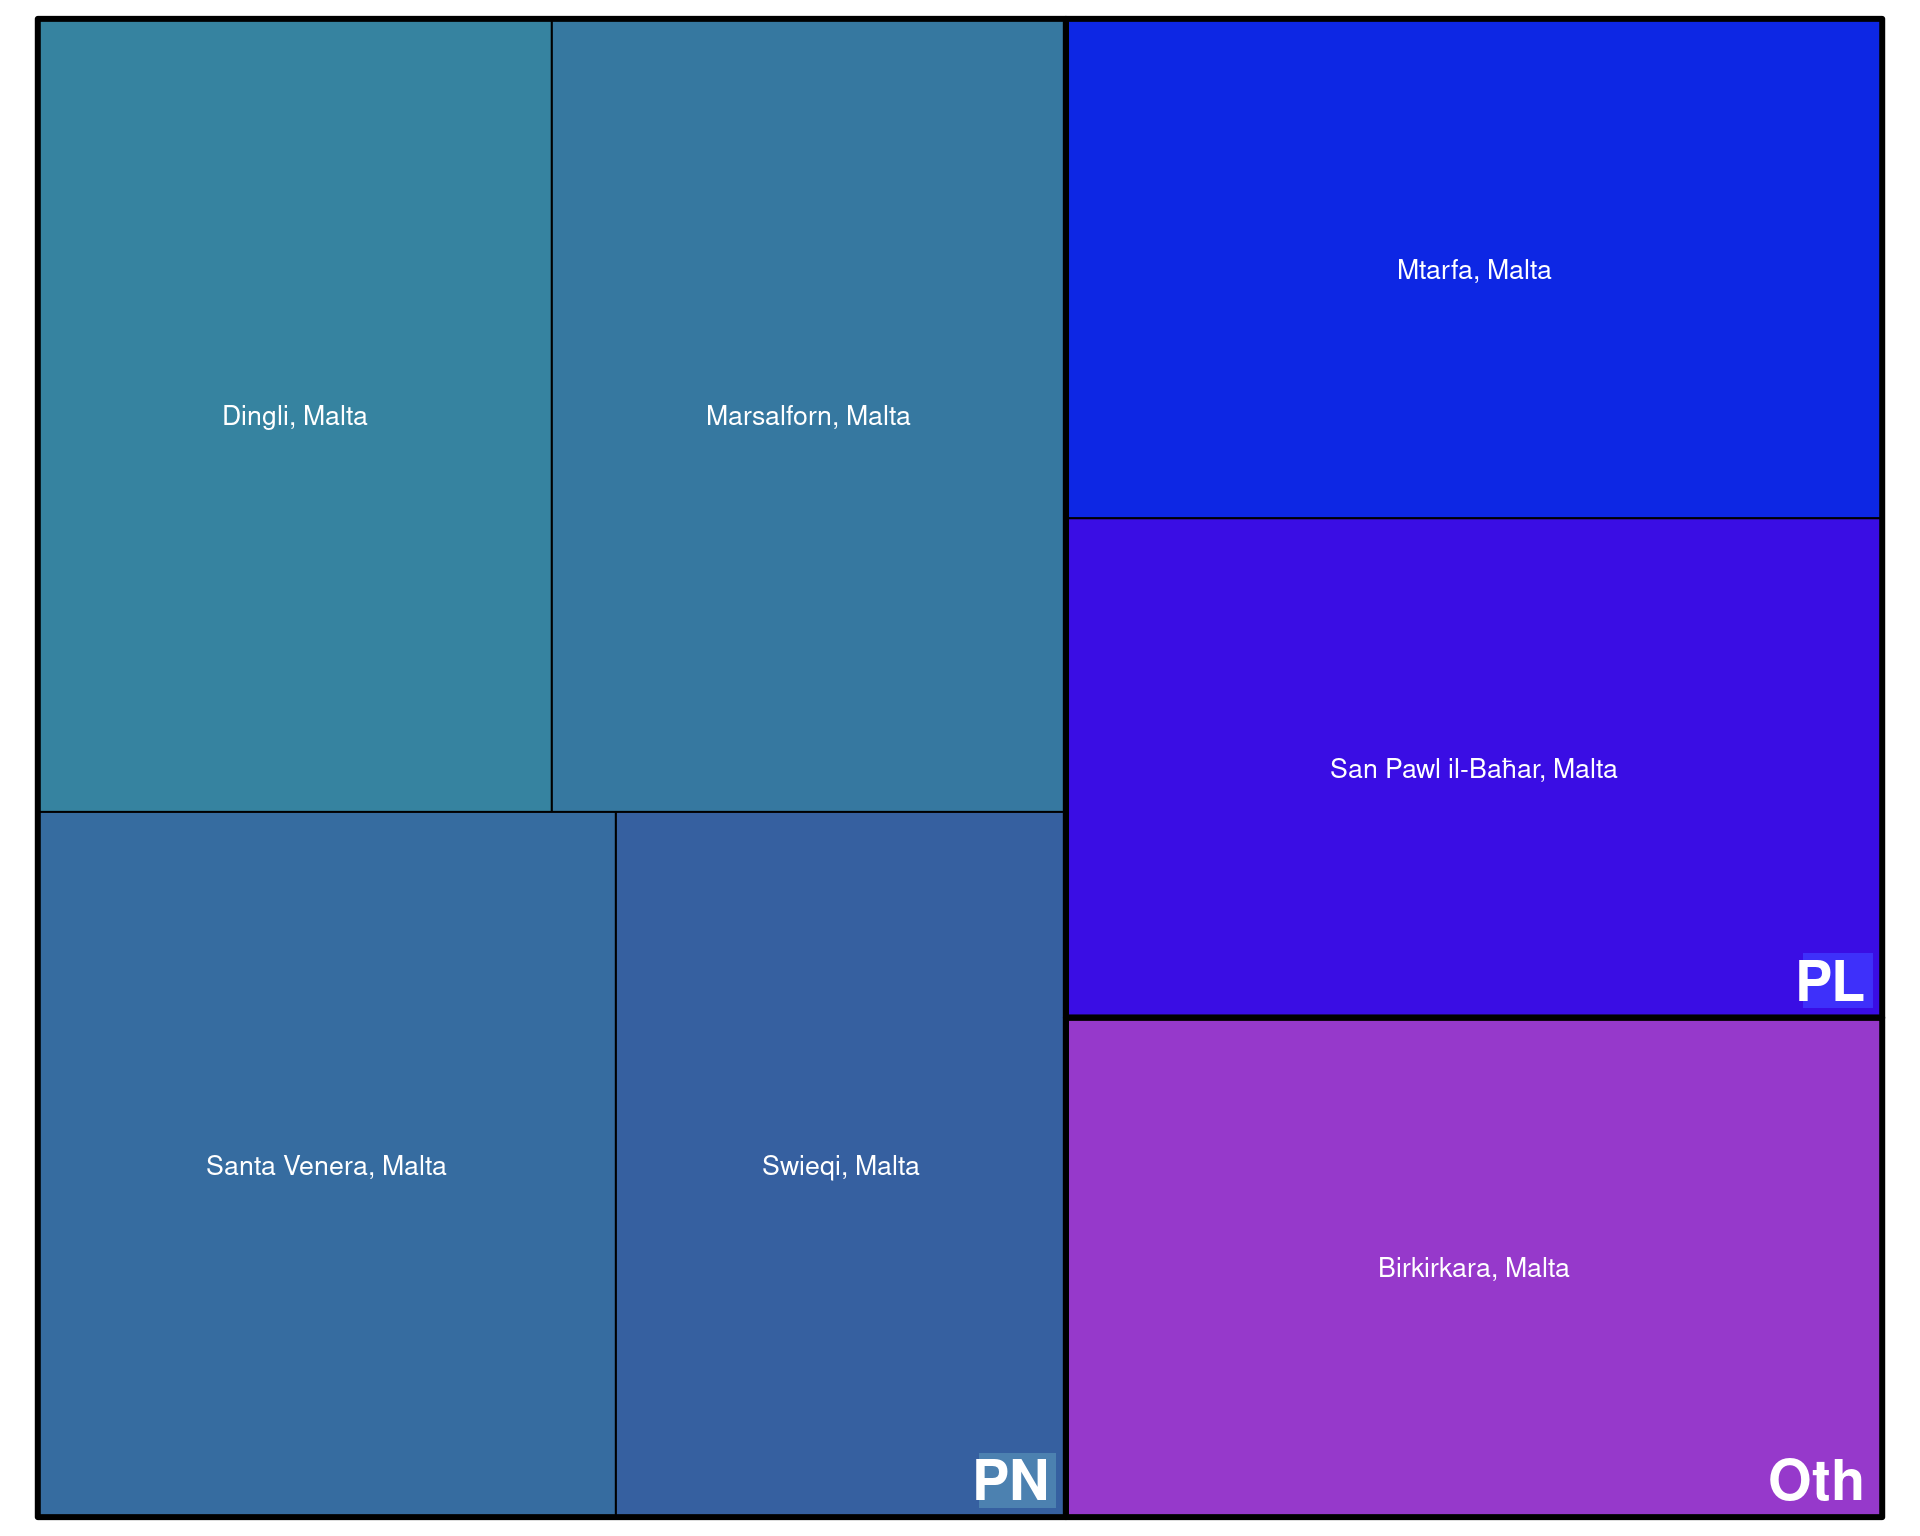 Dingli, Malta
Marsalforn, Malta
Santa Venera, Malta
Swieqi, Malta
PN
Mtarfa, Malta
San Pawl il-Baħar, Malta
PL
Birkirkara, Malta
Oth